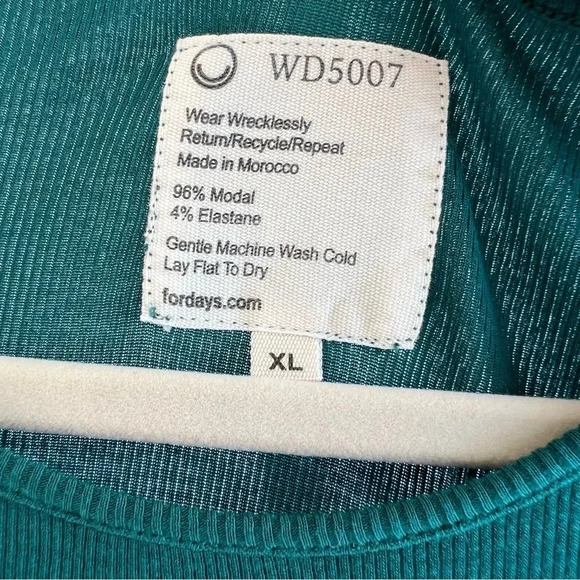 WD5007
Wear Wrecklessly
Return/Recycle/Repeat
Made in Morocco
96% Modal
4% Elastane
Gentle Machine Wash Cold
Lay Flat To Dry
fordays.com
XL